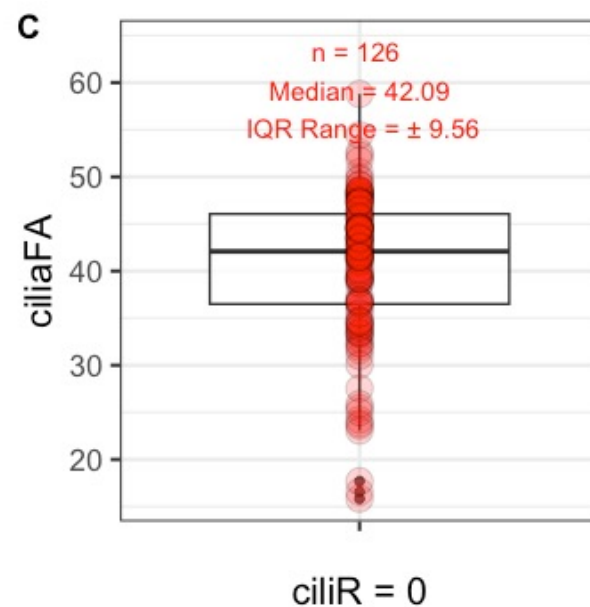 C
n = 126
Median = 42.09
IQR Range = ± 9.56
60
50
40
30
20
ciliaFA
ciliR = 0